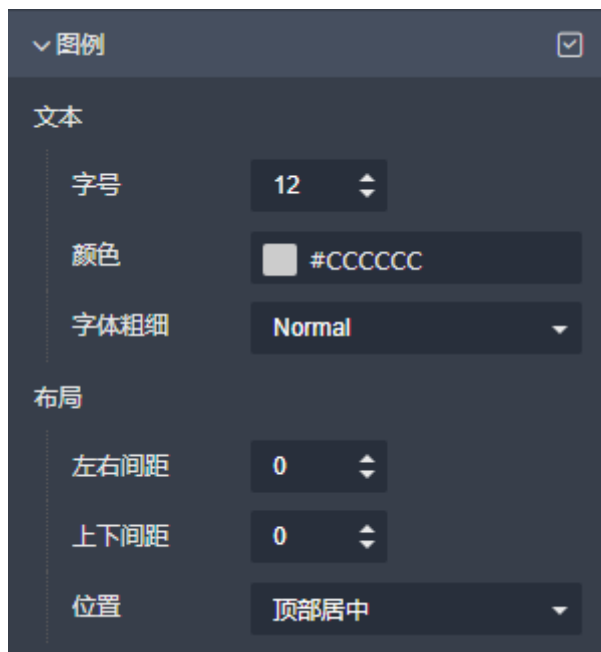 图例
文本
字号 12
颜色 #CCCCCC
字体粗细 Normal
布局
左右间距 0
上下间距 0
位置 顶部居中